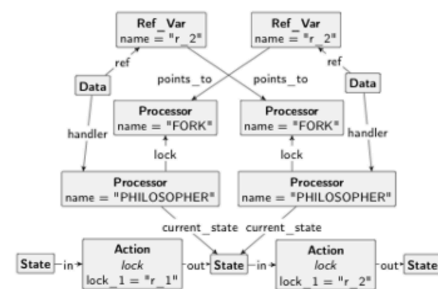 Ref_Var Ref_Var
name = "r_2" name = "r_2"
ref ref
Data points_to points_to Data
Processor Processor
name = "FORK" name = "FORK"
handler handler
lock lock
Processor Processor
name = "PHILOSOPHER" name = "PHILOSOPHER"
current_state current_state
Action Action
State in lock out State in lock out State
lock_1 = "r_1" lock_1 = "r_2"